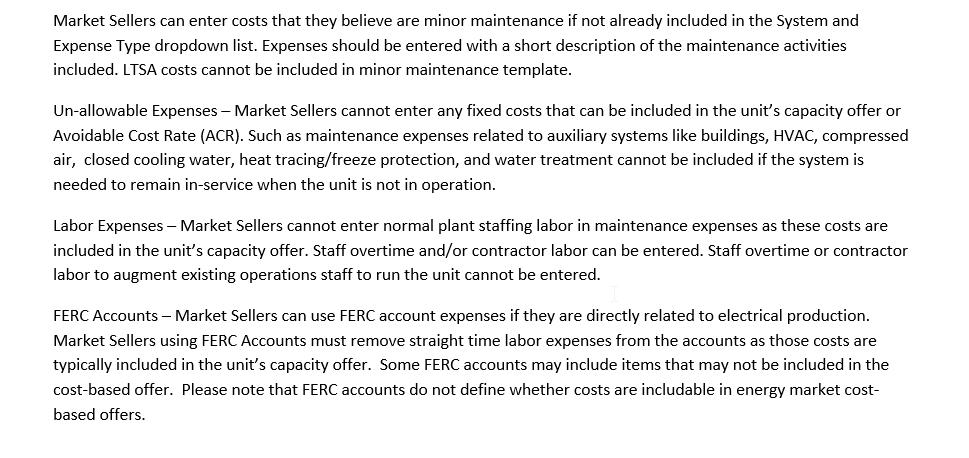 Market Sellers can enter costs that they believe are minor maintenance if not already included in the System and
Expense Type dropdown list. Expenses should be entered with a short description of the maintenance activities
included. LTSA costs cannot be included in minor maintenance template.
Un-allowable Expenses – Market Sellers cannot enter any fixed costs that can be included in the unit's capacity offer or
Avoidable Cost Rate (ACR). Such as maintenance expenses related to auxiliary systems like buildings, HVAC, compressed
air,  closed cooling water, heat tracing/freeze protection, and water treatment cannot be included if the system is
needed to remain in-service when the unit is not in operation.
Labor Expenses – Market Sellers cannot enter normal plant staffing labor in maintenance expenses as these costs are
included in the unit's capacity offer. Staff overtime and/or contractor labor can be entered. Staff overtime or contractor
labor to augment existing operations staff to run the unit cannot be entered.
FERC Accounts – Market Sellers can use FERC account expenses if they are directly related to electrical production.
Market Sellers using FERC Accounts must remove straight time labor expenses from the accounts as those costs are
typically included in the unit's capacity offer.  Some FERC accounts may include items that may not be included in the
cost-based offer.  Please note that FERC accounts do not define whether costs are includable in energy market cost-
based offers.